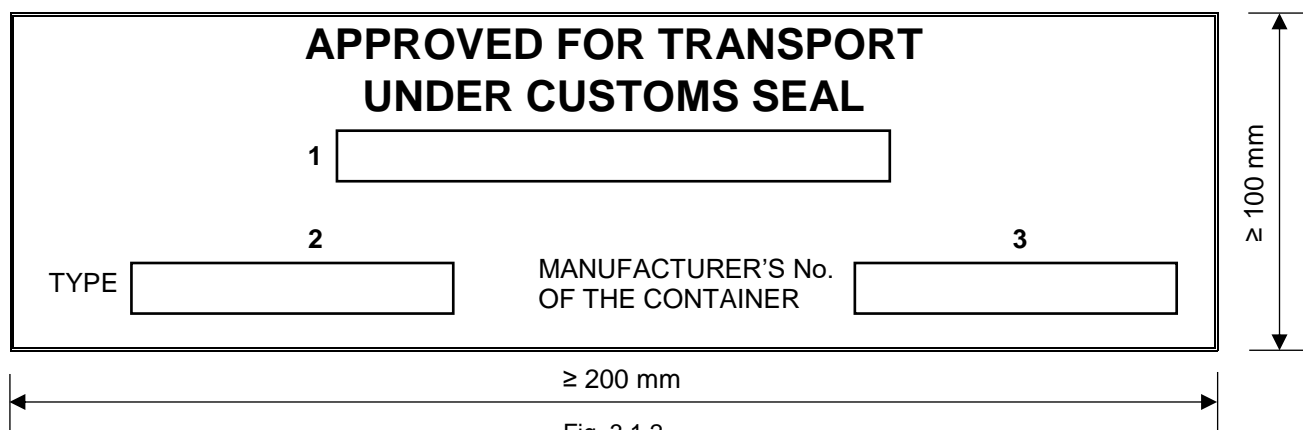 APPROVED FOR TRANSPORT
UNDER CUSTOMS SEAL
1
2
3
TYPE
MANUFACTURER'S No.
OF THE CONTAINER
≥ 100 mm
≥ 200 mm